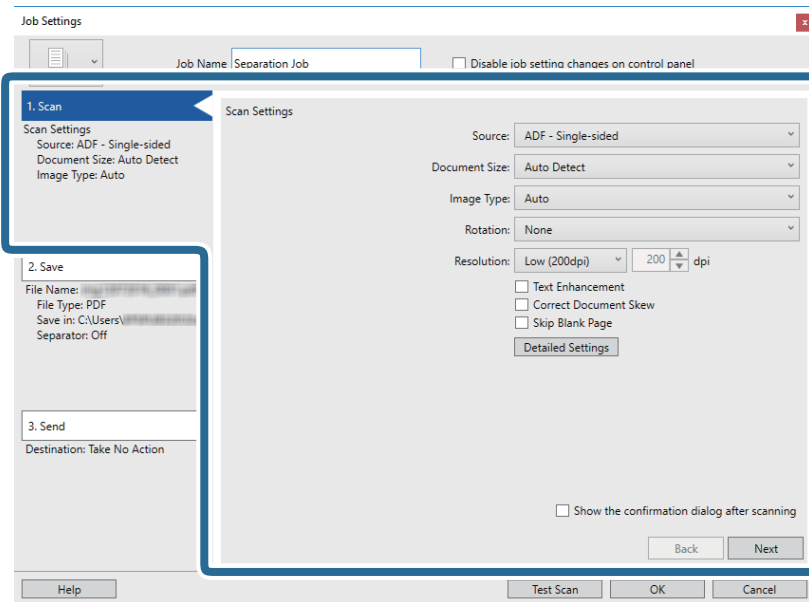 Job Settings
x
Job Name Separation Job Disable job setting changes on control panel
1. Scan
Scan Settings
Source: ADF - Single-sided
Document Size: Auto Detect
Image Type: Auto
2. Save
File Name:
File Type: PDF
Save in: C:\Users\
Separator: Off
3. Send
Destination: Take No Action
Scan Settings
Source: ADF - Single-sided
Document Size: Auto Detect
Image Type: Auto
Rotation: None
Resolution: Low (200dpi) 200 dpi
Text Enhancement
Correct Document Skew
Skip Blank Page
Detailed Settings
Show the confirmation dialog after scanning
Back Next
Help Test Scan OK Cancel